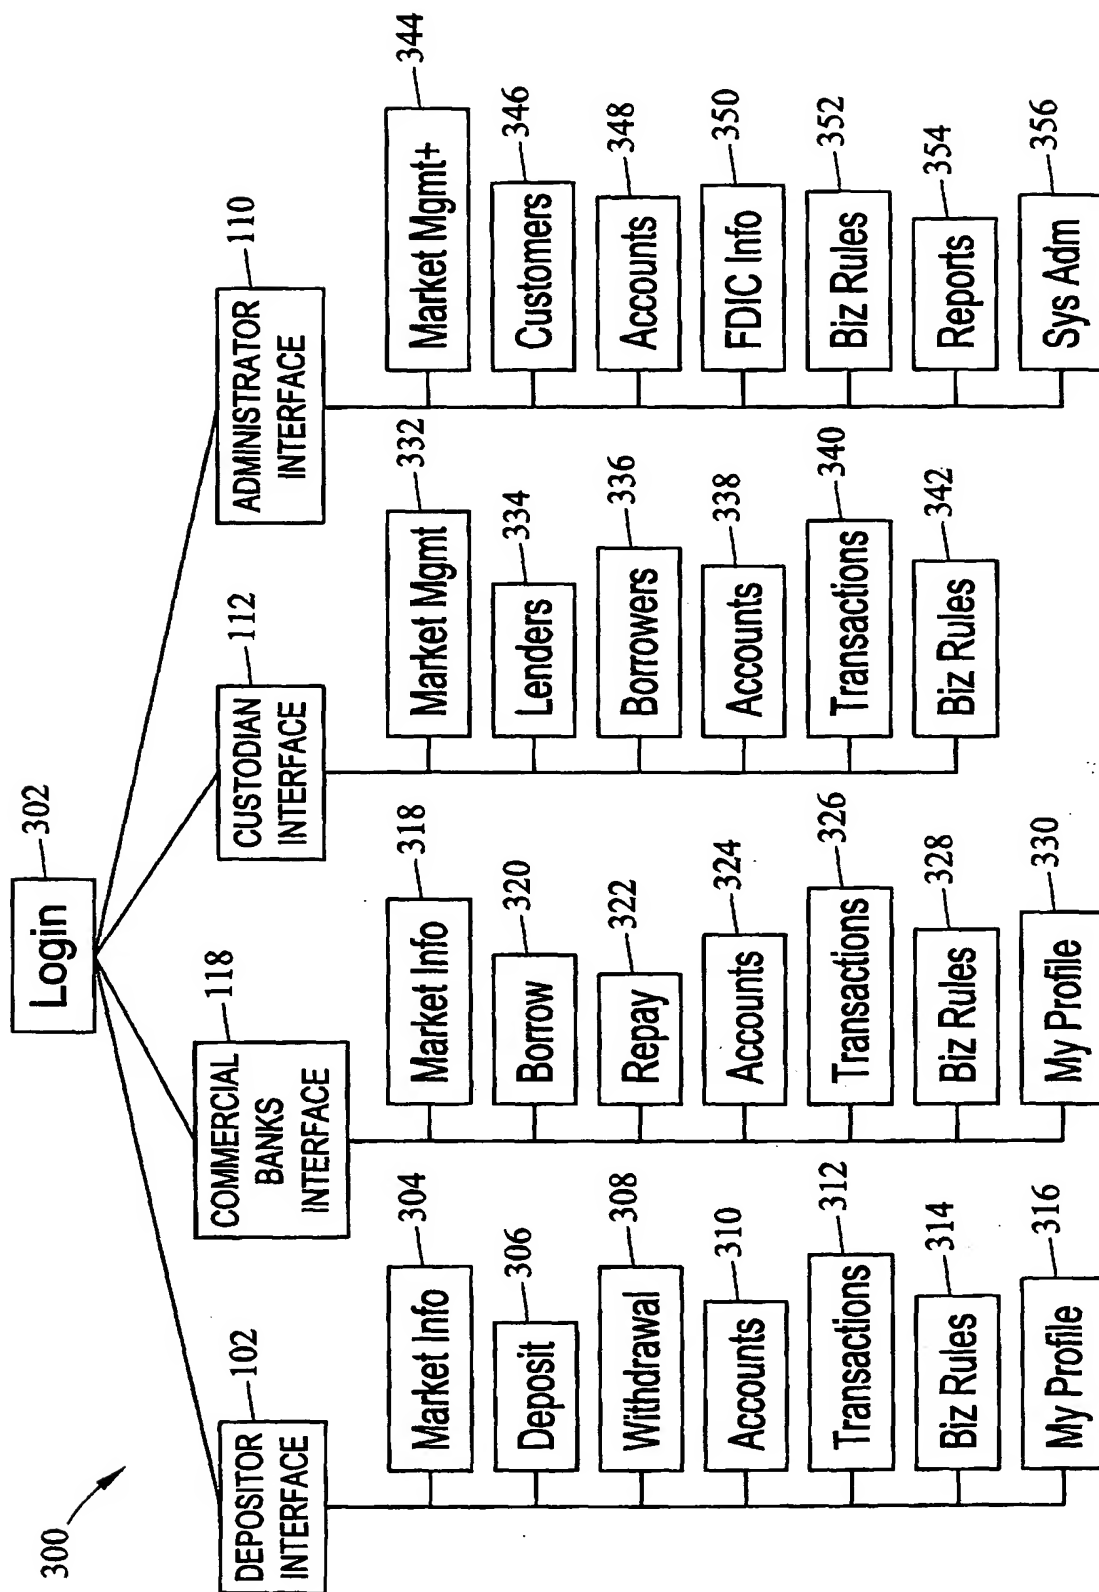 300
Login
302
DEPOSITOR
INTERFACE
102
Market Info
304
Deposit
306
Withdrawal
308
Accounts
310
Transactions
312
Biz Rules
314
My Profile
316
COMMERCIAL
BANKS
INTERFACE
118
Market Info
318
Borrow
320
Repay
322
Accounts
324
Transactions
326
Biz Rules
328
My Profile
330
CUSTODIAN
INTERFACE
112
Market Mgmt
332
Lenders
334
Borrowers
336
Accounts
338
Transactions
340
Biz Rules
342
ADMINISTRATOR
INTERFACE
110
Market Mgmt+
344
Customers
346
Accounts
348
FDIC Info
350
Biz Rules
352
Reports
354
Sys Adm
356